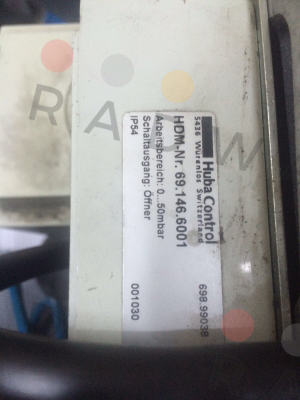 Huba Control
5436 Würenlos Switzerland
HDM-Nr. 69.146.6001
698.99038
Arbeitsbereich: 0...50mbar
Schaltausgang: Öffner
IP54
001030